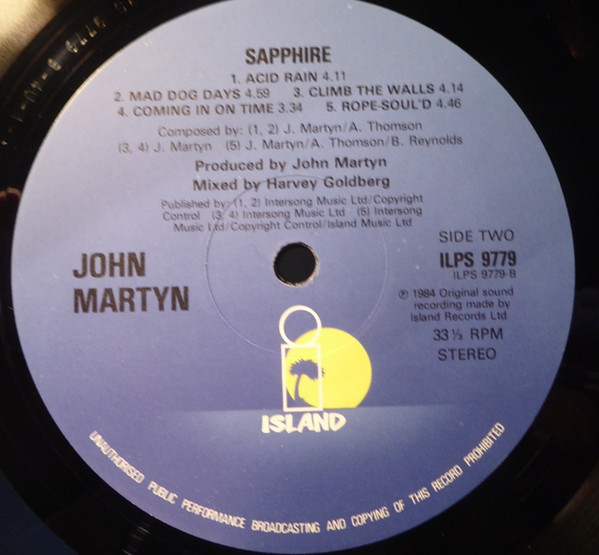 SAPPHIRE
1. ACID RAIN 4.11
2. MAD DOG DAYS 4.59 3. CLIMB THE WALLS 4.14
4. COMING IN ON TIME 3.34 5. ROPE-SOUL'D 4.46
Composed by: (1, 2) J. Martyn/A. Thomson
(3, 4) J. Martyn (5) J. Martyn/A. Thomson/B. Reynolds
Produced by John Martyn
Mixed by Harvey Goldberg
Published by: (1, 2) Intersong Music Ltd/Copyright
Control (3, 4) Intersong Music Ltd (5) Intersong
Music Ltd/Copyright Control/Island Music Ltd
JOHN
MARTYN
SIDE TWO
ILPS 9779
ILPS 9779-B
℗ 1984 Original sound
recording made by
Island Records Ltd
33⅓ RPM
STEREO
ISLAND
UNAUTHORISED PUBLIC PERFORMANCE BROADCASTING AND COPYING OF THIS RECORD PROHIBITED